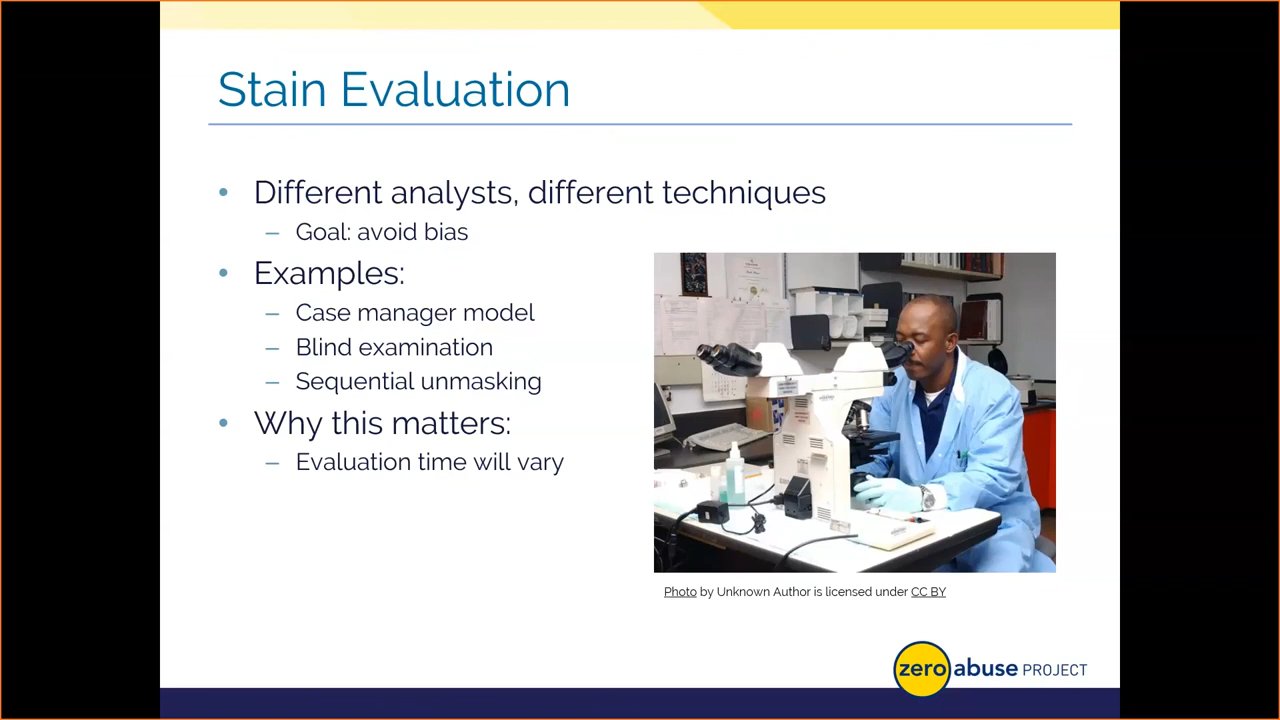 Stain Evaluation
• Different analysts, different techniques
– Goal: avoid bias
• Examples:
– Case manager model
– Blind examination
– Sequential unmasking
• Why this matters:
– Evaluation time will vary
Photo by Unknown Author is licensed under CC BY
zero abuse PROJECT